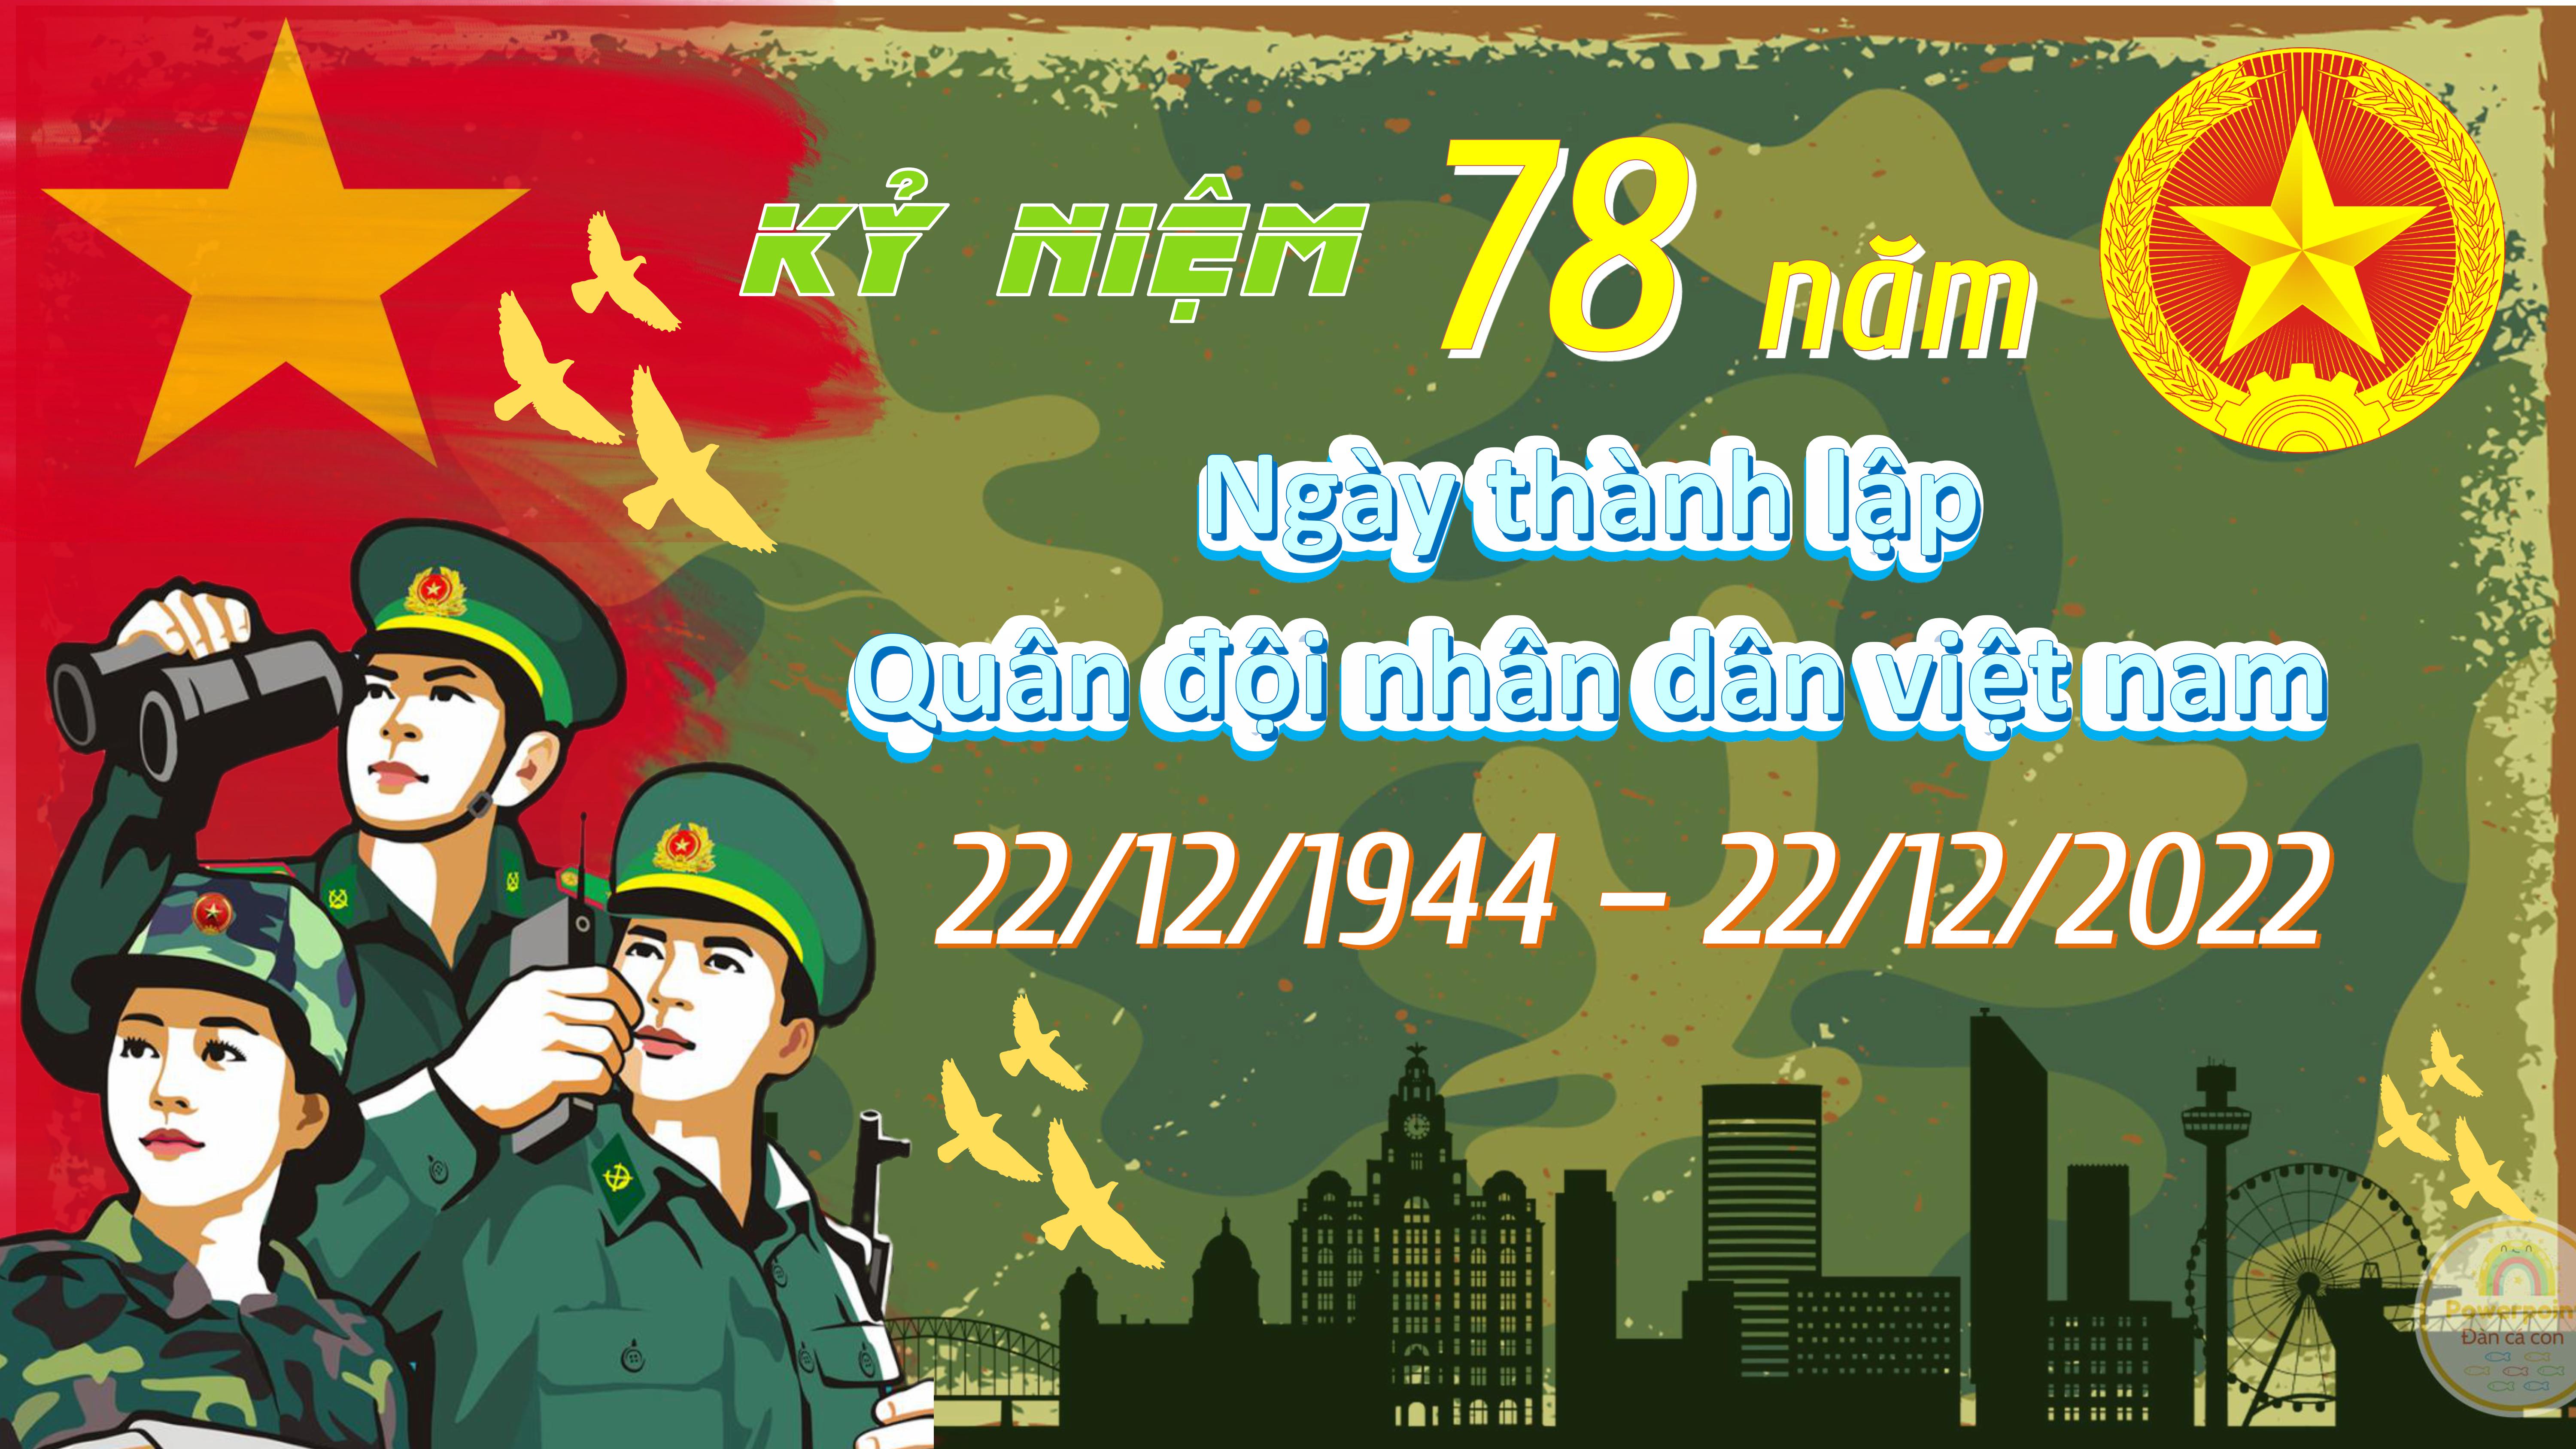 KỶ NIỆM 78 năm
Ngày thành lập
Quân đội nhân dân việt nam
22/12/1944 – 22/12/2022
Powerpoint
Đàn cá con